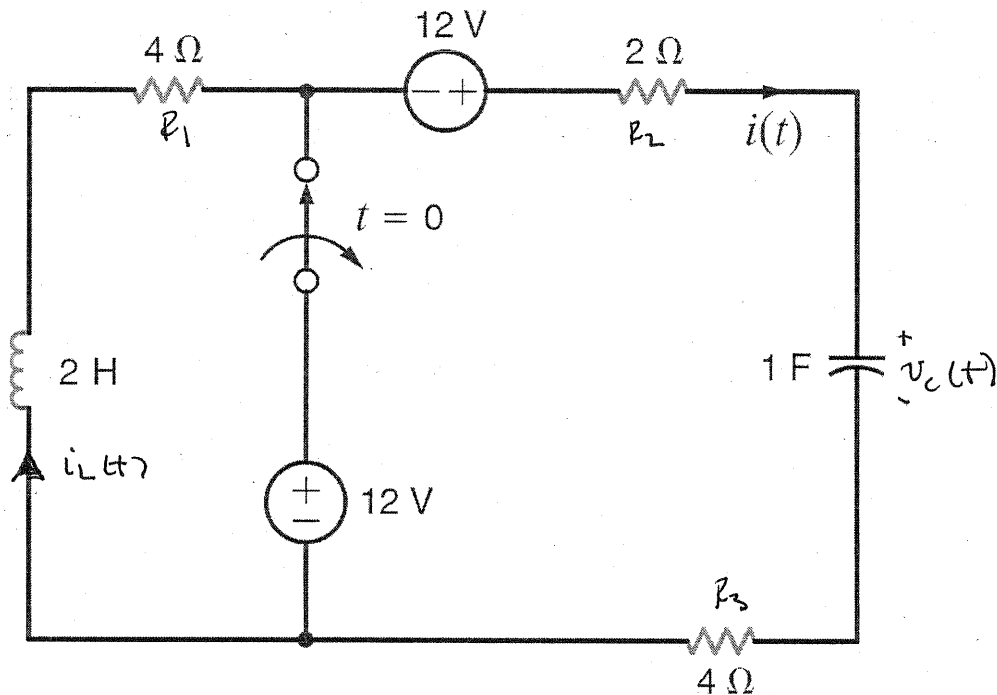 12 V
4 Ω
2 Ω
R1
R2
i(t)
− +
t = 0
2 H
1 F
+
vc(t)
-
iL(t)
+
−
12 V
R3
4 Ω